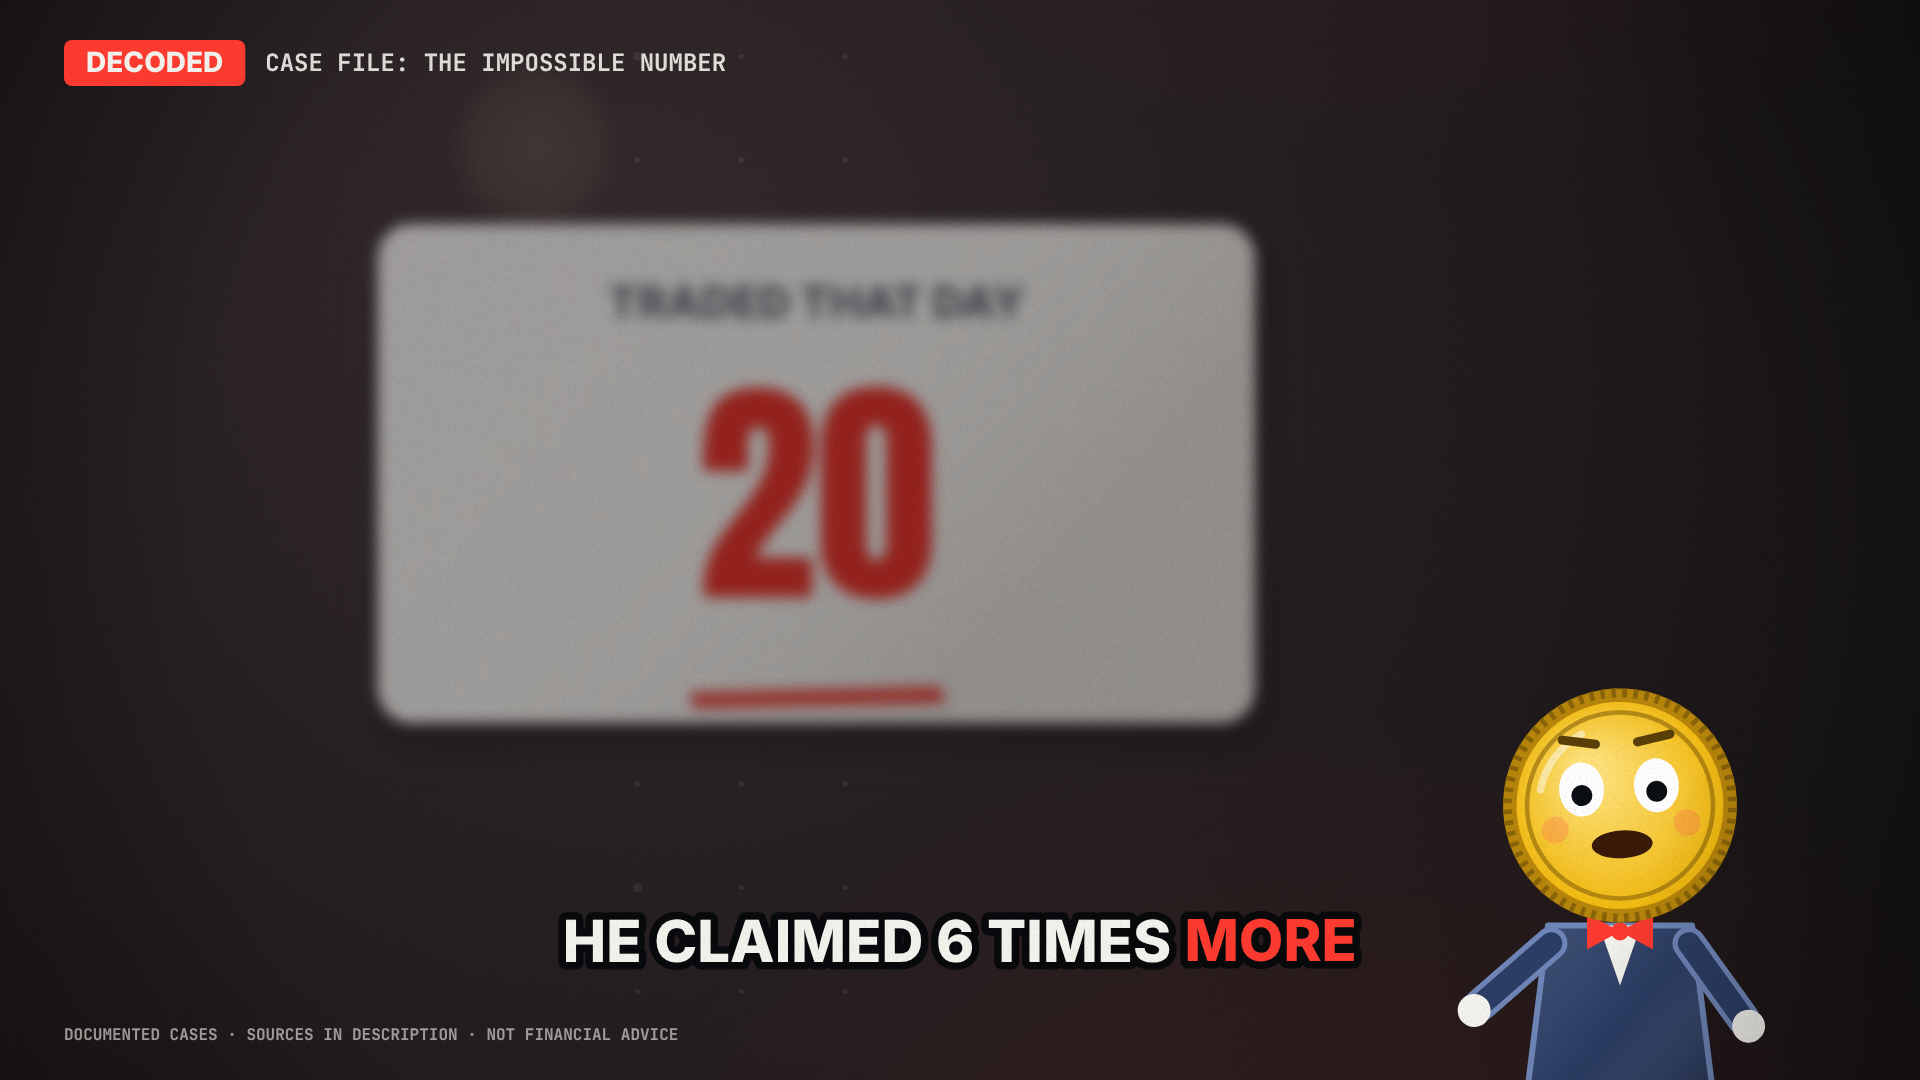 DECODED CASE FILE: THE IMPOSSIBLE NUMBER
TRADED THAT DAY
20
HE CLAIMED 6 TIMES MORE
DOCUMENTED CASES · SOURCES IN DESCRIPTION · NOT FINANCIAL ADVICE